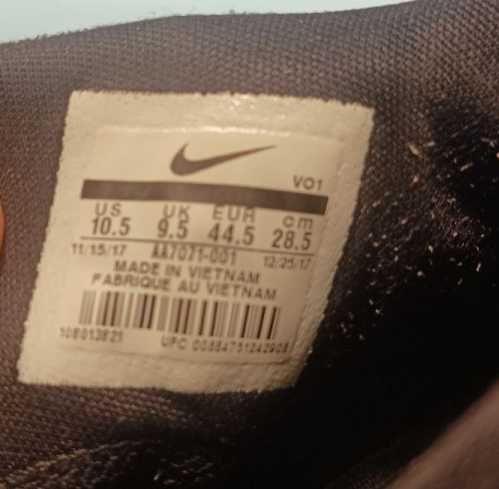 VO1
US UK EUR cm
10.5 9.5 44.5 28.5
11/15/17 AA7071-001 12/25/17
MADE IN VIETNAM
FABRIQUE AU VIETNAM
UPC